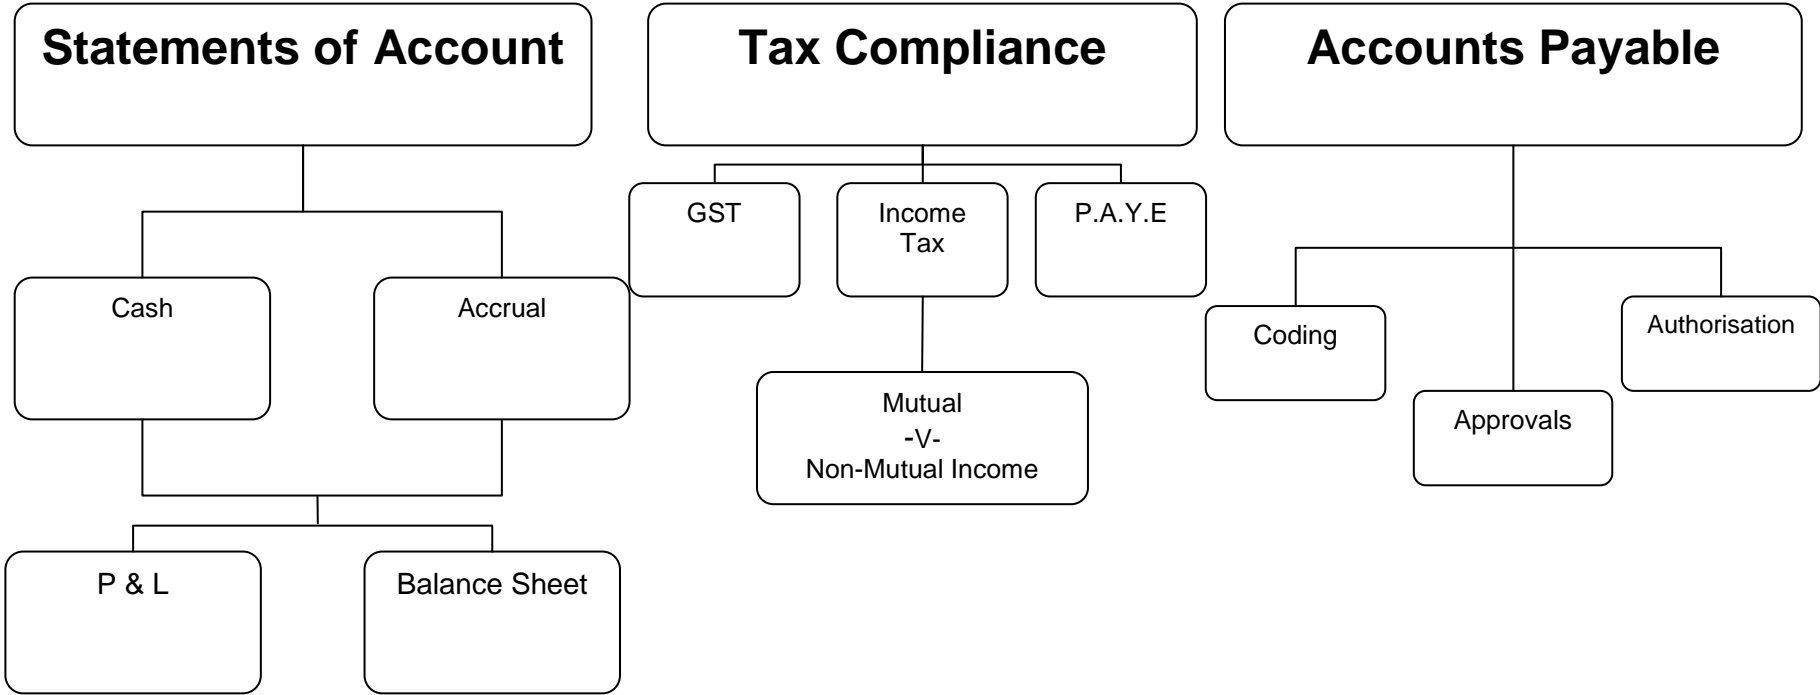 Statements of Account
Tax Compliance
Accounts Payable
GST
Income
Tax
P.A.Y.E
Cash
Accrual
Coding
Authorisation
Mutual
-V-
Non-Mutual Income
Approvals
P & L
Balance Sheet